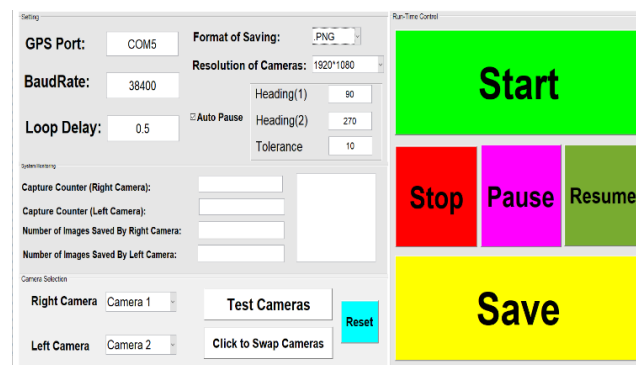 Setting
GPS Port: COM5
BaudRate: 38400
Loop Delay: 0.5
Format of Saving: .PNG
Resolution of Cameras: 1920*1080
Auto Pause
Heading(1) 90
Heading(2) 270
Tolerance 10
System Monitoring
Capture Counter (Right Camera):
Capture Counter (Left Camera):
Number of Images Saved By Right Camera:
Number of Images Saved By Left Camera:
Camera Selection
Right Camera Camera 1
Left Camera Camera 2
Test Cameras
Click to Swap Cameras
Reset
Run-Time Control
Start
Stop Pause Resume
Save